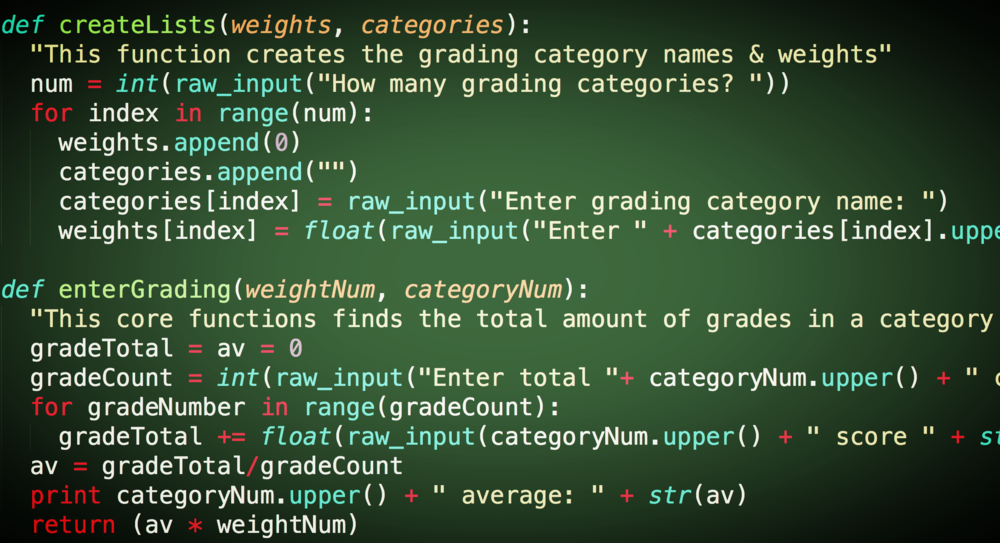 def createLists(weights, categories):
  "This function creates the grading category names & weights"
  num = int(raw_input("How many grading categories? "))
  for index in range(num):
    weights.append(0)
    categories.append("")
    categories[index] = raw_input("Enter grading category name: ")
    weights[index] = float(raw_input("Enter " + categories[index].uppe

def enterGrading(weightNum, categoryNum):
  "This core functions finds the total amount of grades in a category
  gradeTotal = av = 0
  gradeCount = int(raw_input("Enter total "+ categoryNum.upper() + "
  for gradeNumber in range(gradeCount):
    gradeTotal += float(raw_input(categoryNum.upper() + " score " + st
  av = gradeTotal/gradeCount
  print categoryNum.upper() + " average: " + str(av)
  return (av * weightNum)